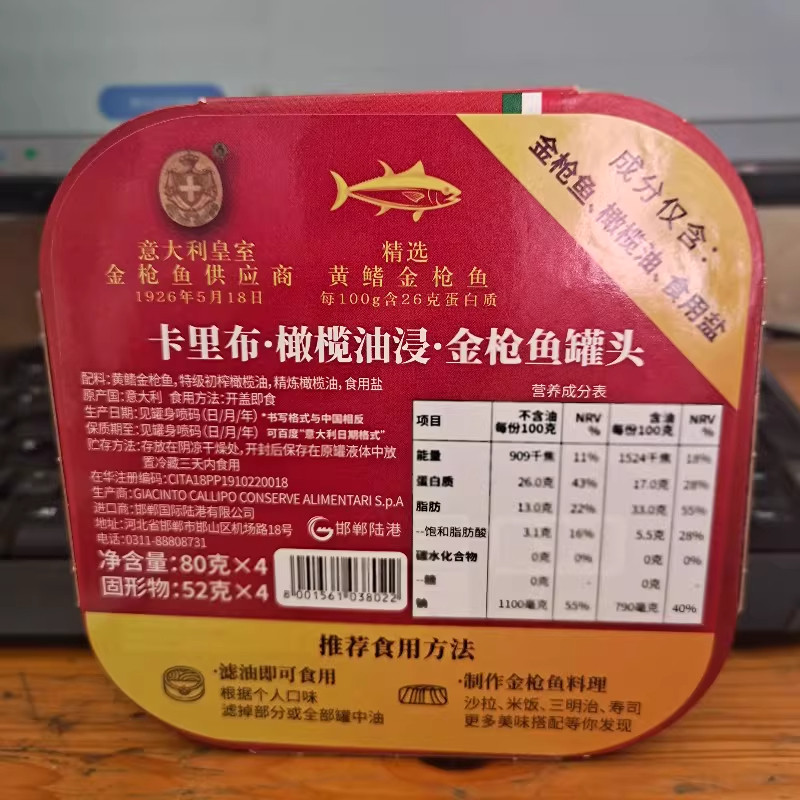 成分仅含：
金枪鱼、橄榄油、食用盐
意大利皇室
金枪鱼供应商
1926年5月18日
精选
黄鳍金枪鱼
每100g含26克蛋白质
卡里布·橄榄油浸·金枪鱼罐头
配料：黄鳍金枪鱼，特级初榨橄榄油，精炼橄榄油，食用盐
原产国：意大利 食用方法：开盖即食
生产日期：见罐身喷码（日/月/年）*书写格式与中国相反
保质期至：见罐身喷码（日/月/年）可百度"意大利日期格式"
贮存方法：存放在阴凉干燥处，开封后保存在原罐液体中放
置冷藏三天内食用
在华注册编码：CITA18PP1910220018
生产商：GIACINTO CALLIPO CONSERVE ALIMENTARI S.p.A
进口商：邯郸国际陆港有限公司
地址：河北省邯郸市邯山区机场路18号
电话：0311-88808731
邯郸陆港
净含量：80克×4
固形物：52克×4
8 001561 038022
营养成分表
项目 不含油每份100克 NRV% 含油每份100克 NRV%
能量 909千焦 11% 1524千焦 18%
蛋白质 26.0克 43% 17.0克 28%
脂肪 13.0克 22% 33.0克 55%
--饱和脂肪酸 3.1克 16% 5.5克 28%
碳水化合物 0克 0% 0克 0%
--糖 0克 - 0克 -
钠 1100毫克 55% 790毫克 40%
推荐食用方法
·滤油即可食用
根据个人口味
滤掉部分或全部罐中油
·制作金枪鱼料理
沙拉、米饭、三明治、寿司
更多美味搭配等你发现